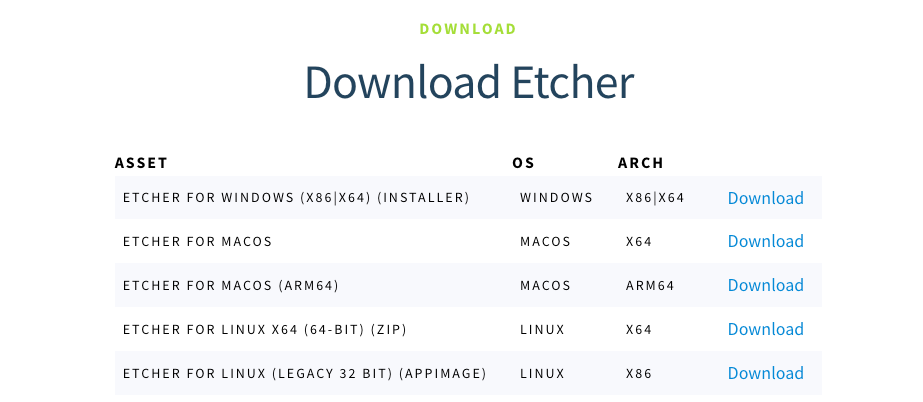 DOWNLOAD
Download Etcher
ASSET OS ARCH
ETCHER FOR WINDOWS (X86|X64) (INSTALLER) WINDOWS X86|X64 Download
ETCHER FOR MACOS MACOS X64 Download
ETCHER FOR MACOS (ARM64) MACOS ARM64 Download
ETCHER FOR LINUX X64 (64-BIT) (ZIP) LINUX X64 Download
ETCHER FOR LINUX (LEGACY 32 BIT) (APPIMAGE) LINUX X86 Download